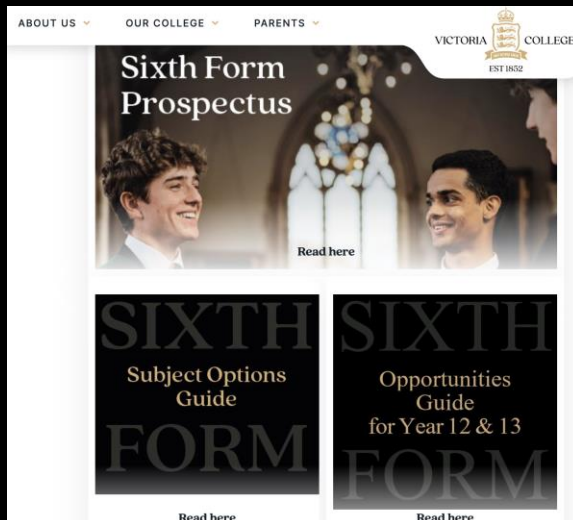 ABOUT US
OUR COLLEGE
PARENTS
VICTORIA COLLEGE
EST 1852
Sixth Form
Prospectus
Read here
SIXTH
Subject Options
Guide
FORM
Read here
SIXTH
Opportunities
Guide
for Year 12 & 13
FORM
Read here